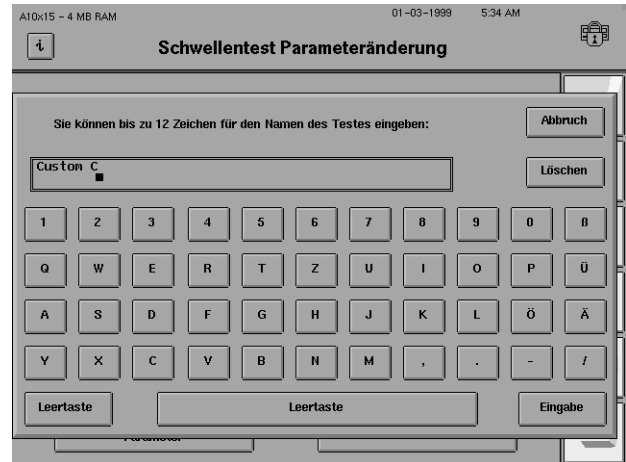 A10x15 – 4 MB RAM 01-03-1999 5:34 AM
i Schwellentest Parameteränderung
Sie können bis zu 12 Zeichen für den Namen des Testes eingeben: Abbruch
Custom C Löschen
1 2 3 4 5 6 7 8 9 0 ß
Q W E R T Z U I O P Ü
A S D F G H J K L Ö Ä
Y X C V B N M , . - /
Leertaste Leertaste Eingabe
Parameter